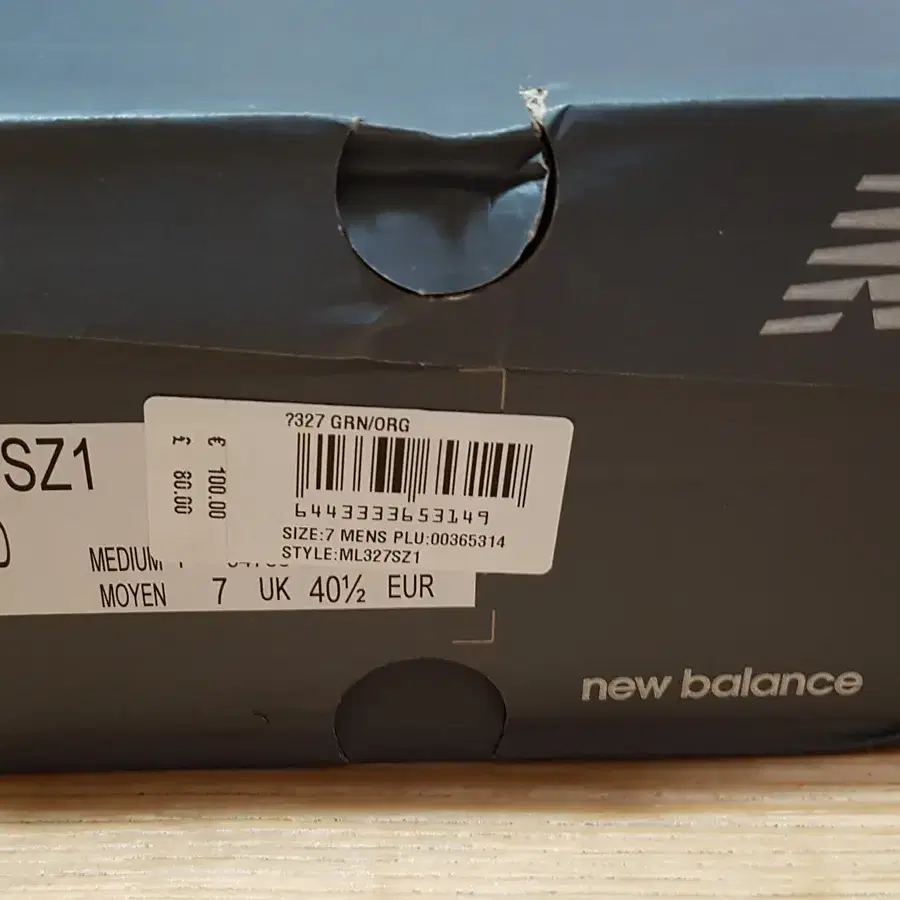 ?327 GRN/ORG
€ 100.00
£ 80.00
6443333653149
SIZE:7 MENS PLU:00365314
STYLE:ML327SZ1
SZ1
MEDIUM
MOYEN 7 UK 40½ EUR
new balance